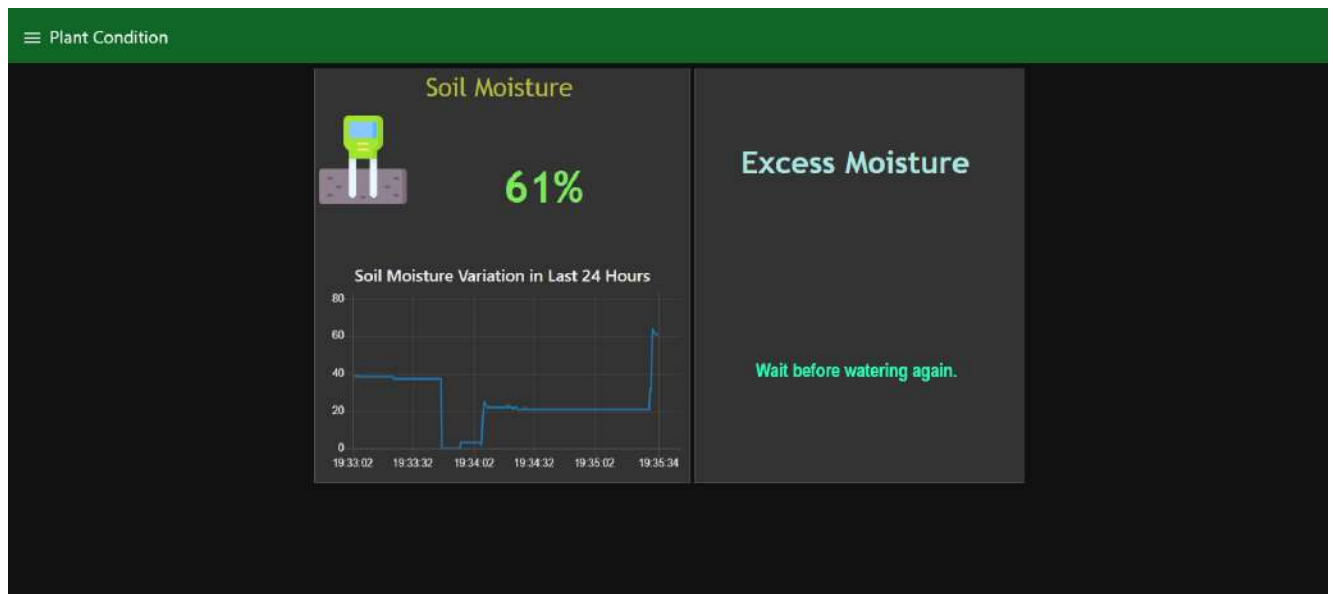 Plant Condition
Soil Moisture
61%
Soil Moisture Variation in Last 24 Hours
80
60
40
20
0
19:33:02 19:33:32 19:34:02 19:34:32 19:35:02 19:35:34
Excess Moisture
Wait before watering again.